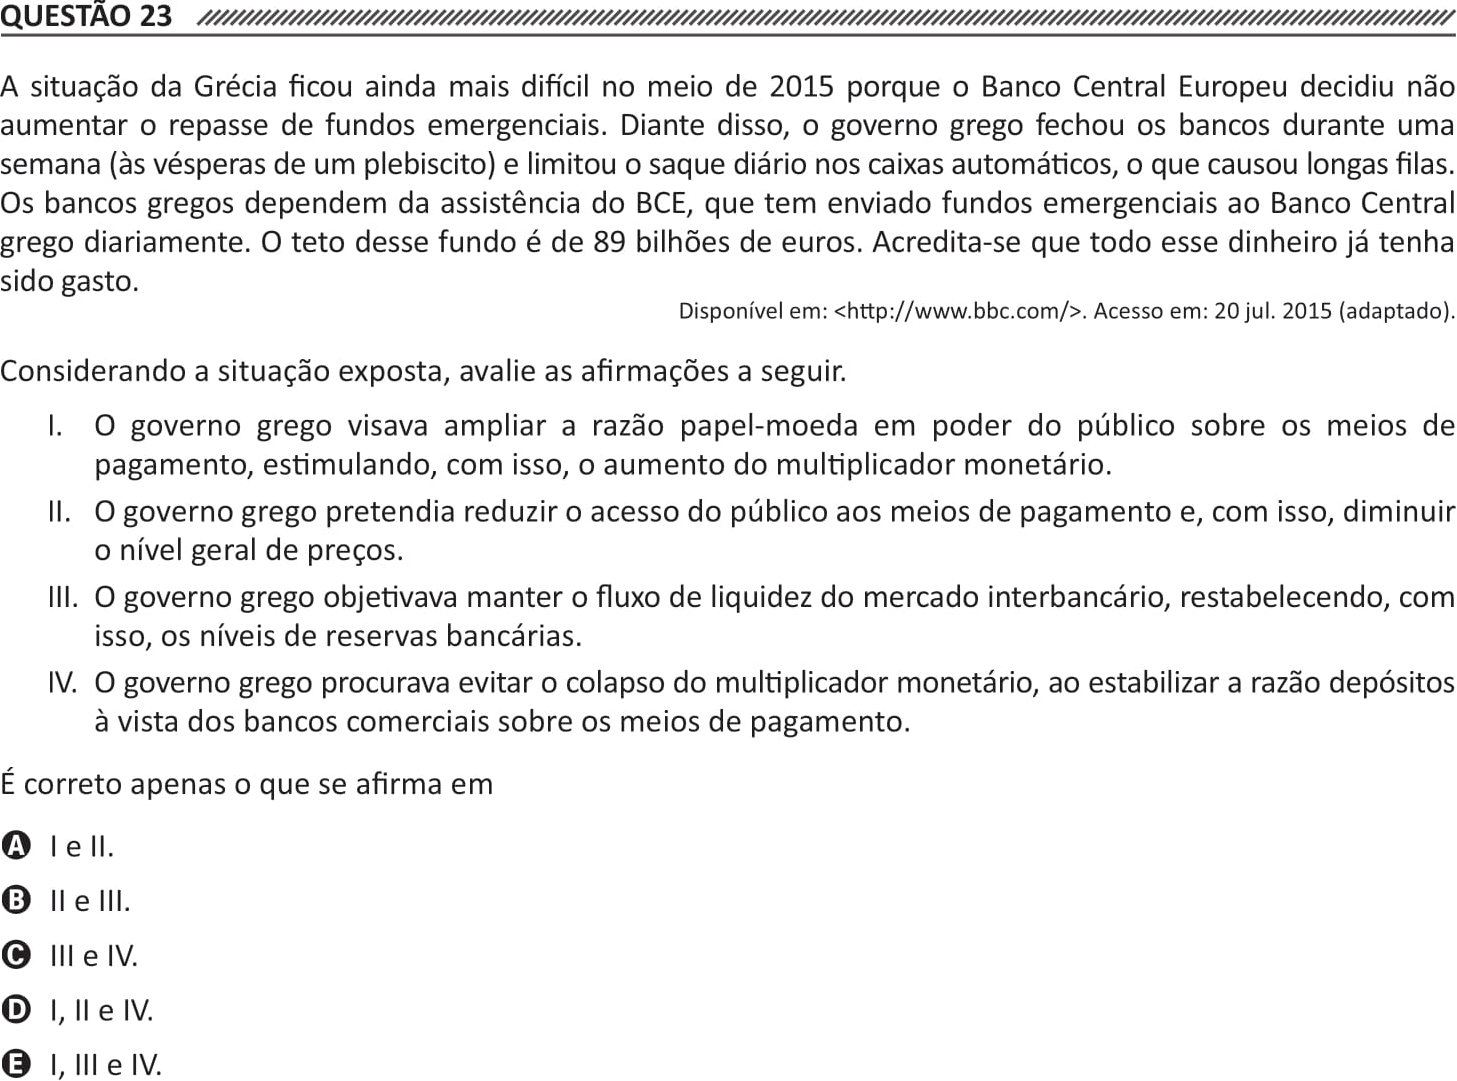 QUESTÃO 23
A situação da Grécia ficou ainda mais difícil no meio de 2015 porque o Banco Central Europeu decidiu não
aumentar o repasse de fundos emergenciais. Diante disso, o governo grego fechou os bancos durante uma
semana (às vésperas de um plebiscito) e limitou o saque diário nos caixas automáticos, o que causou longas filas.
Os bancos gregos dependem da assistência do BCE, que tem enviado fundos emergenciais ao Banco Central
grego diariamente. O teto desse fundo é de 89 bilhões de euros. Acredita-se que todo esse dinheiro já tenha
sido gasto.
Disponível em: <http://www.bbc.com/>. Acesso em: 20 jul. 2015 (adaptado).
Considerando a situação exposta, avalie as afirmações a seguir.
I. O governo grego visava ampliar a razão papel-moeda em poder do público sobre os meios de
pagamento, estimulando, com isso, o aumento do multiplicador monetário.
II. O governo grego pretendia reduzir o acesso do público aos meios de pagamento e, com isso, diminuir
o nível geral de preços.
III. O governo grego objetivava manter o fluxo de liquidez do mercado interbancário, restabelecendo, com
isso, os níveis de reservas bancárias.
IV. O governo grego procurava evitar o colapso do multiplicador monetário, ao estabilizar a razão depósitos
à vista dos bancos comerciais sobre os meios de pagamento.
É correto apenas o que se afirma em
A I e II.
B II e III.
C III e IV.
D I, II e IV.
E I, III e IV.